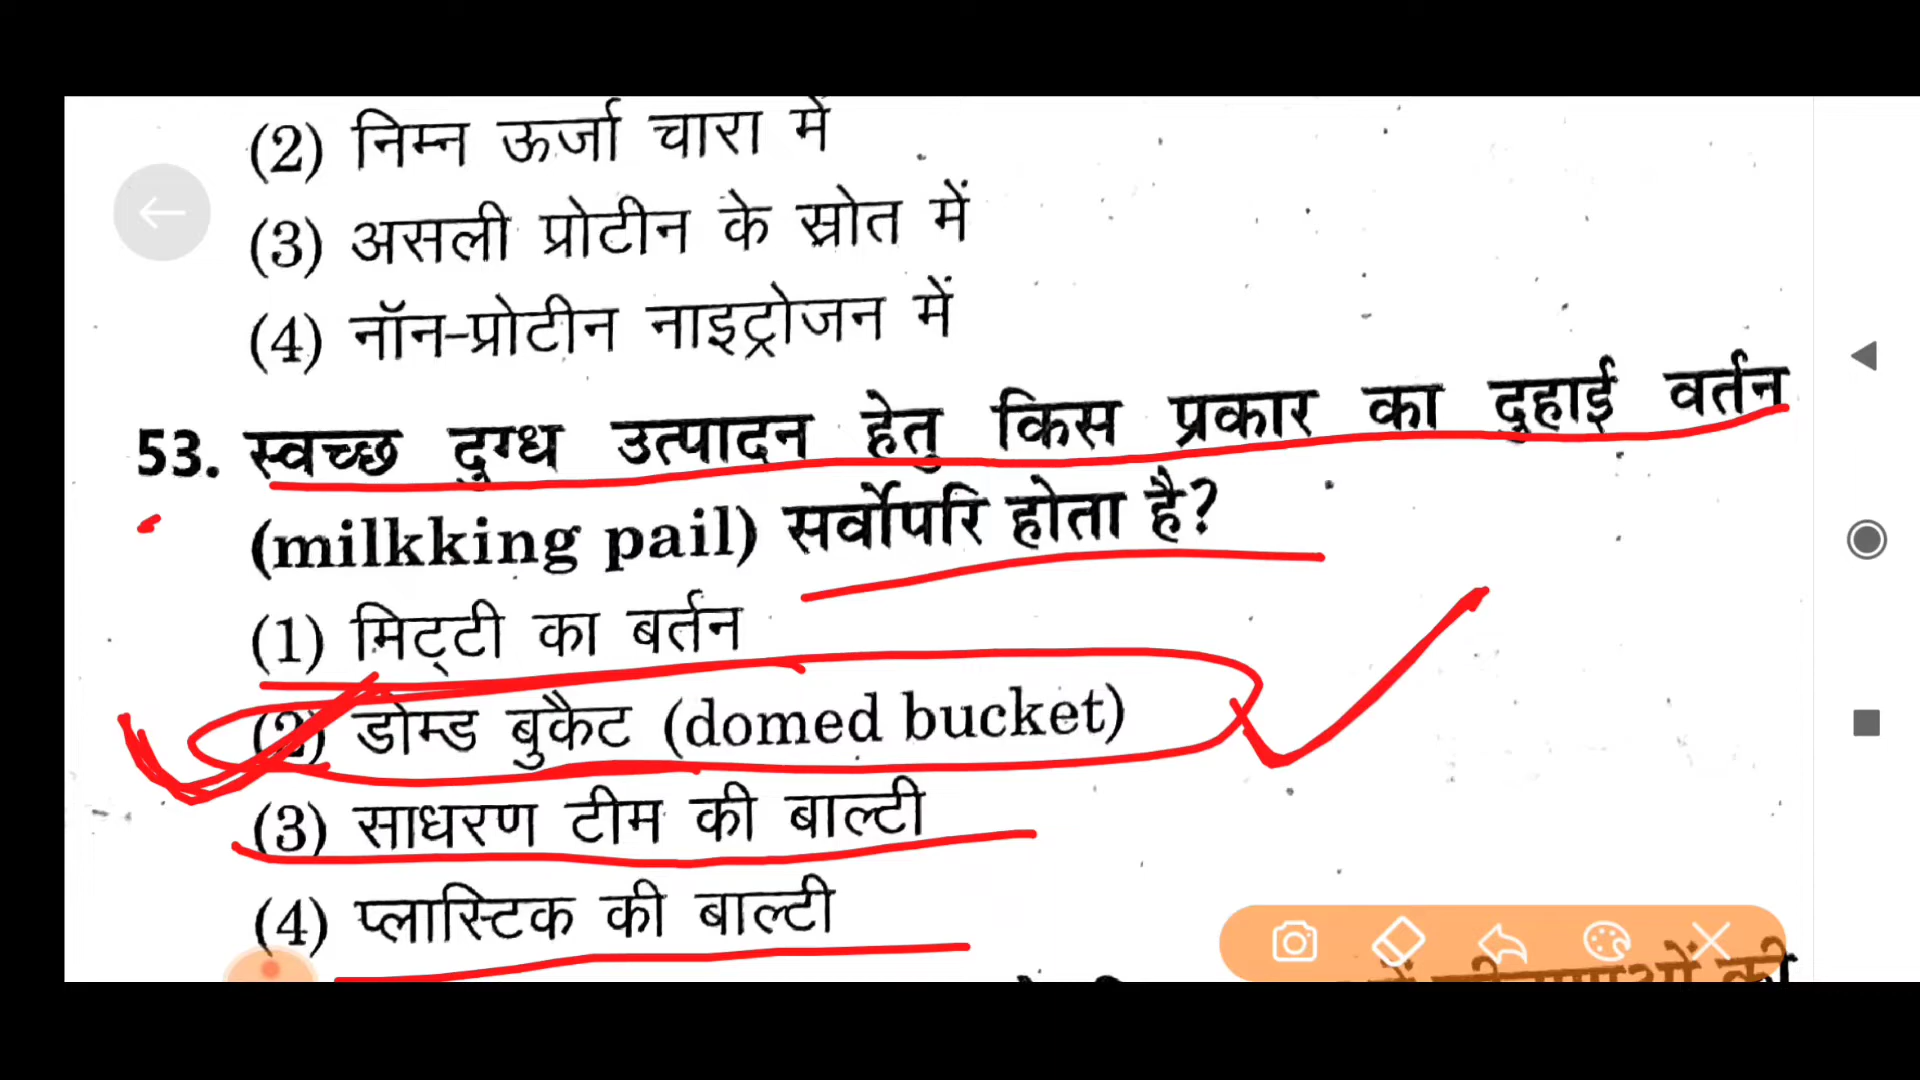 (2) निम्न ऊर्जा चारा में
(3) असली प्रोटीन के स्रोत में
(4) नॉन-प्रोटीन नाइट्रोजन में
53. स्वच्छ दुग्ध उत्पादन हेतु किस प्रकार का दुहाई वर्तन
(milkking pail) सर्वोपरि होता है?
(1) मिट्टी का बर्तन
(2) डोम्ड बुकैट (domed bucket)
(3) साधरण टीम की बाल्टी
(4) प्लास्टिक की बाल्टी